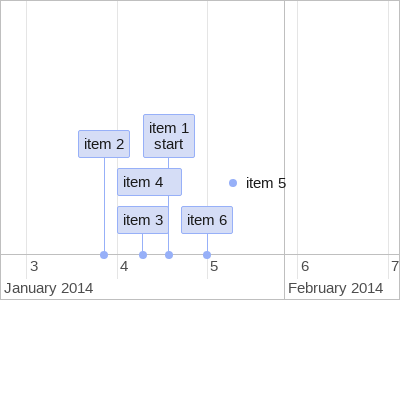 item 1
start
item 2
item 4
item 5
item 3
item 6
3
4
5
6
7
January 2014
February 2014